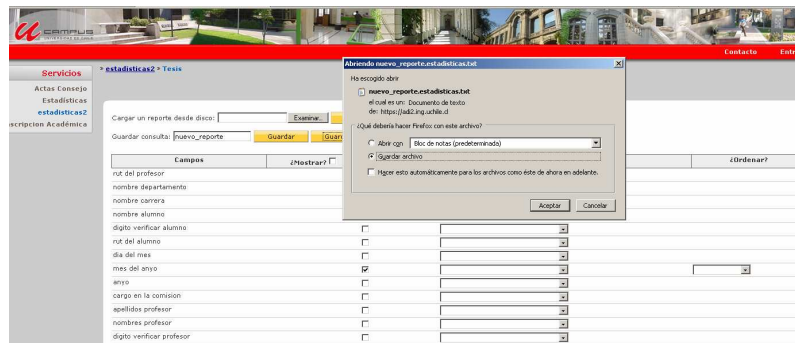 U CAMPUS
UNIVERSIDAD DE CHILE
Contacto
Servicios
Actas Consejo
Estadísticas
estadisticas2
scripcion Académica
> estadisticas2 > Tesis
Cargar un reporte desde disco: Examinar..
Guardar consulta: nuevo_reporte Guardar
Campos ¿Mostrar? ¿Ordenar?
rut del profesor
nombre departamento
nombre carrera
nombre alumno
digito verificar alumno
rut del alumno
dia del mes
mes del anyo
anyo
cargo en la comision
apellidos profesor
nombres profesor
digito verificar profesor
Abriendo nuevo_reporte.estadisticas.txt
Ha escogido abrir
nuevo_reporte.estadisticas.txt
el cual es un: Documento de texto
de: https://adi2.ing.uchile.cl
¿Qué debería hacer Firefox con este archivo?
Abrir con Bloc de notas (predeterminada)
Guardar archivo
Hacer esto automáticamente para los archivos como éste de ahora en adelante.
Aceptar Cancelar